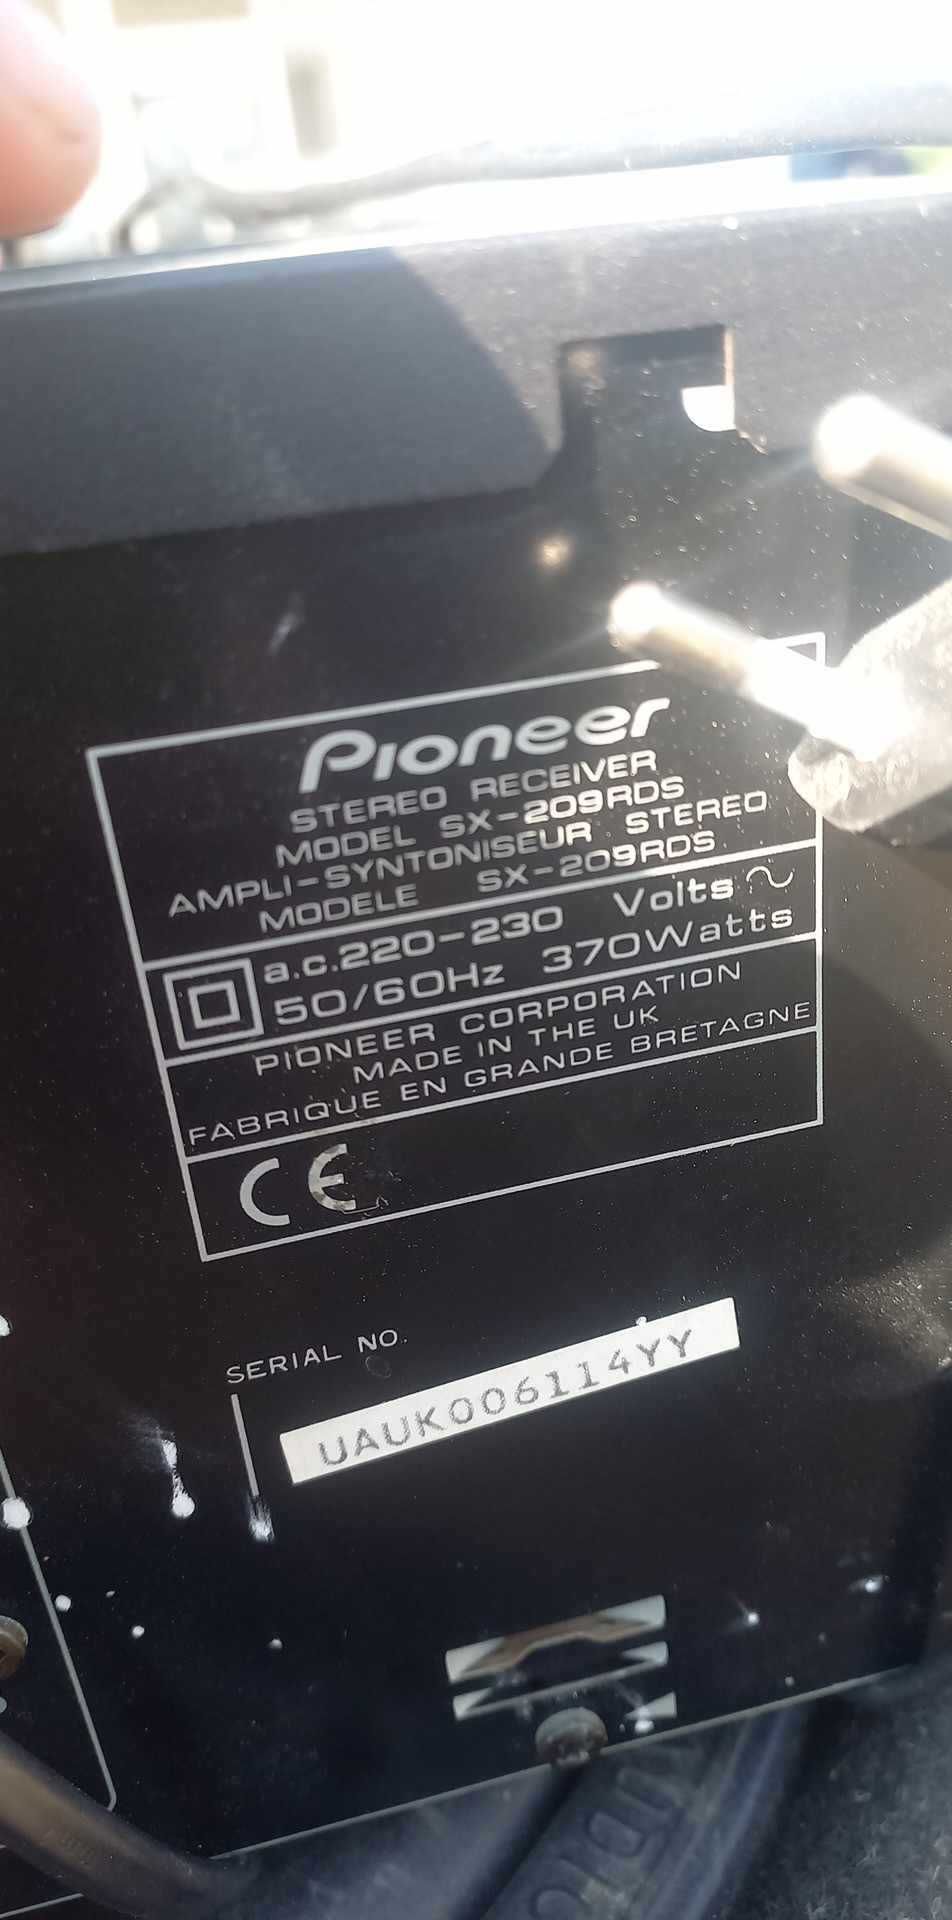 Pioneer
STEREO RECEIVER
MODEL SX-209RDS
AMPLI-SYNTONISEUR STEREO
MODELE SX-209RDS
a.c.220-230 Volts ~
50/60Hz 370Watts
PIONEER CORPORATION
MADE IN THE UK
FABRIQUE EN GRANDE BRETAGNE
CE
SERIAL NO.
UAUK006114YY